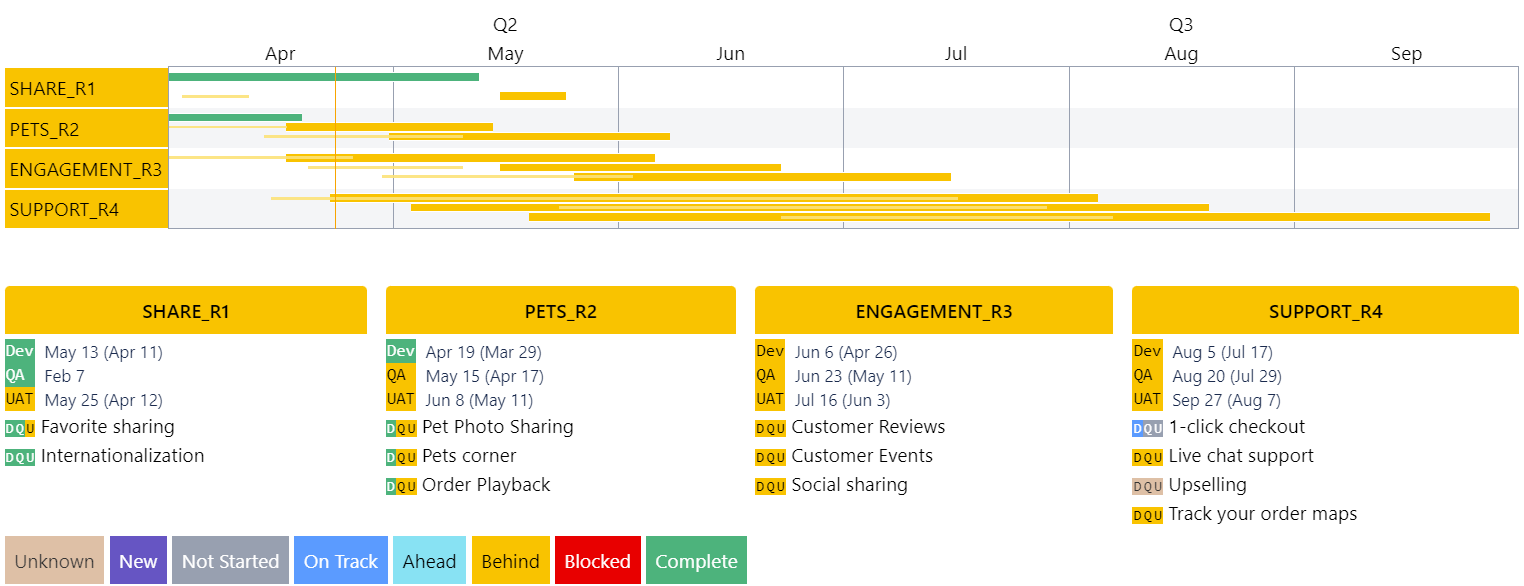 Q2 Q3
Apr May Jun Jul Aug Sep
SHARE_R1
PETS_R2
ENGAGEMENT_R3
SUPPORT_R4
SHARE_R1
Dev May 13 (Apr 11)
QA Feb 7
UAT May 25 (Apr 12)
DQU Favorite sharing
DQU Internationalization
PETS_R2
Dev Apr 19 (Mar 29)
QA May 15 (Apr 17)
UAT Jun 8 (May 11)
DQU Pet Photo Sharing
DQU Pets corner
DQU Order Playback
ENGAGEMENT_R3
Dev Jun 6 (Apr 26)
QA Jun 23 (May 11)
UAT Jul 16 (Jun 3)
DQU Customer Reviews
DQU Customer Events
DQU Social sharing
SUPPORT_R4
Dev Aug 5 (Jul 17)
QA Aug 20 (Jul 29)
UAT Sep 27 (Aug 7)
DQU 1-click checkout
DQU Live chat support
DQU Upselling
DQU Track your order maps
Unknown New Not Started On Track Ahead Behind Blocked Complete